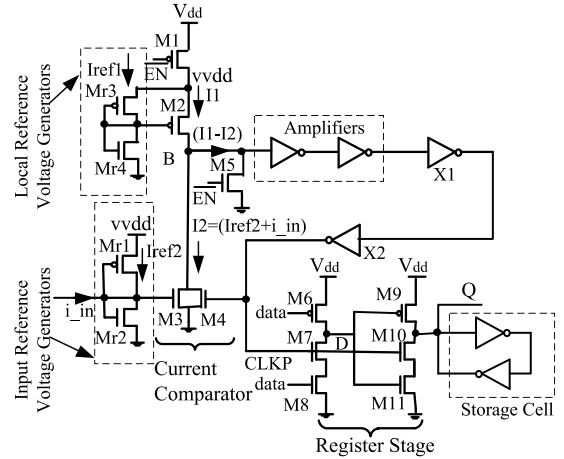 Vdd
M1
EN
vvdd
I1
Iref1
Mr3
M2
Mr4
B
(I1-I2)
M5
EN
Amplifiers
X1
X2
Local Reference
Voltage Generators
vvdd
Mr1
Iref2
I2=(Iref2+i_in)
i_in
Mr2
M3
M4
Input Reference
Voltage Generators
Current
Comparator
Vdd
Vdd
M6
data
M7
D
CLKP
data
M8
M9
M10
M11
Q
Storage Cell
Register Stage